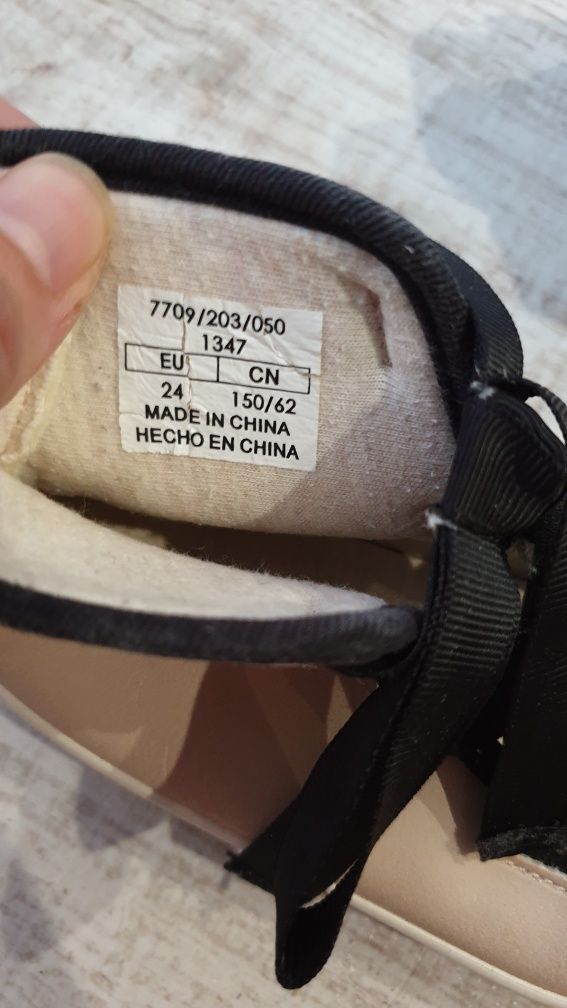 7709/203/050
1347
EU CN
24 150/62
MADE IN CHINA
HECHO EN CHINA